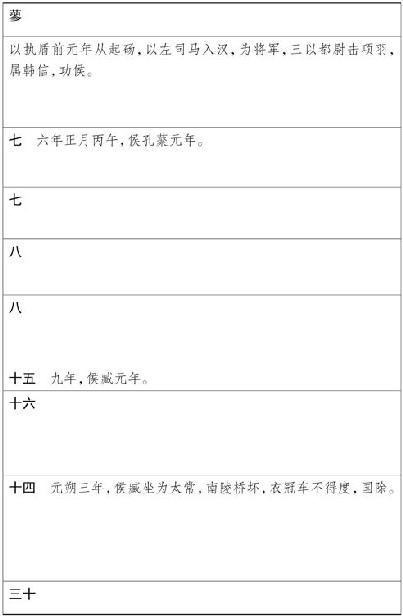 蓼
以执盾前元年从起砀，以左司马入汉，为将军，三以都尉击项羽，
属韩信，功侯。
七　六年正月丙午，侯孔藂元年。
七
八
八
十五　九年，侯臧元年。
十六
十四　元朔三年，侯臧坐为太常，南陵桥坏，衣冠车不得度，国除。
三十